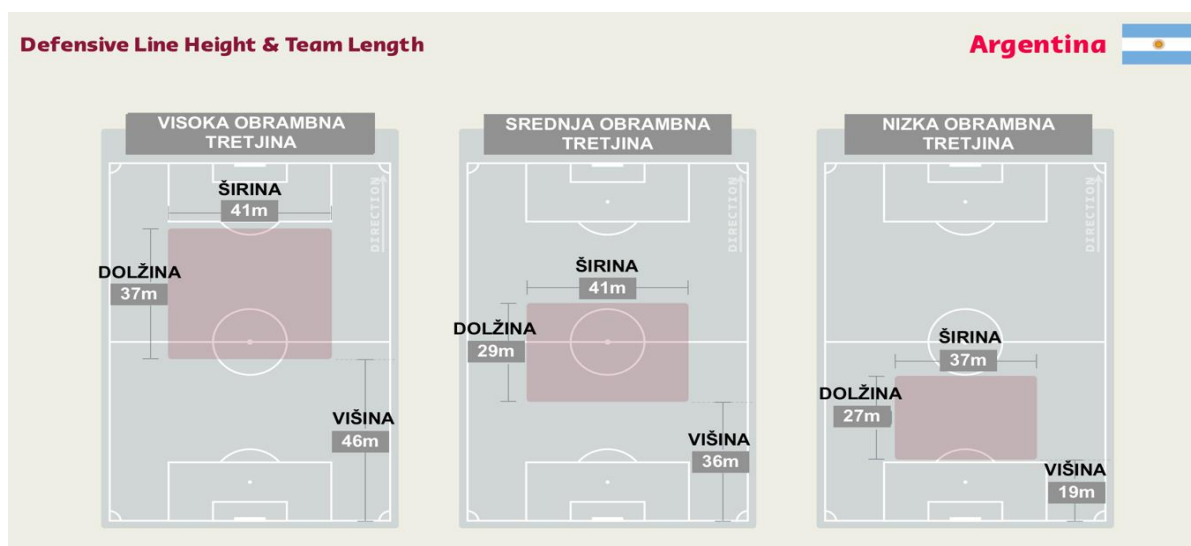 Defensive Line Height & Team Length
Argentina
VISOKA OBRAMBNA
TRETJINA
ŠIRINA
41m
DIRECTION
DOLŽINA
37m
VIŠINA
46m
SREDNJA OBRAMBNA
TRETJINA
DIRECTION
ŠIRINA
41m
DOLŽINA
29m
VIŠINA
36m
NIZKA OBRAMBNA
TRETJINA
DIRECTION
ŠIRINA
37m
DOLŽINA
27m
VIŠINA
19m